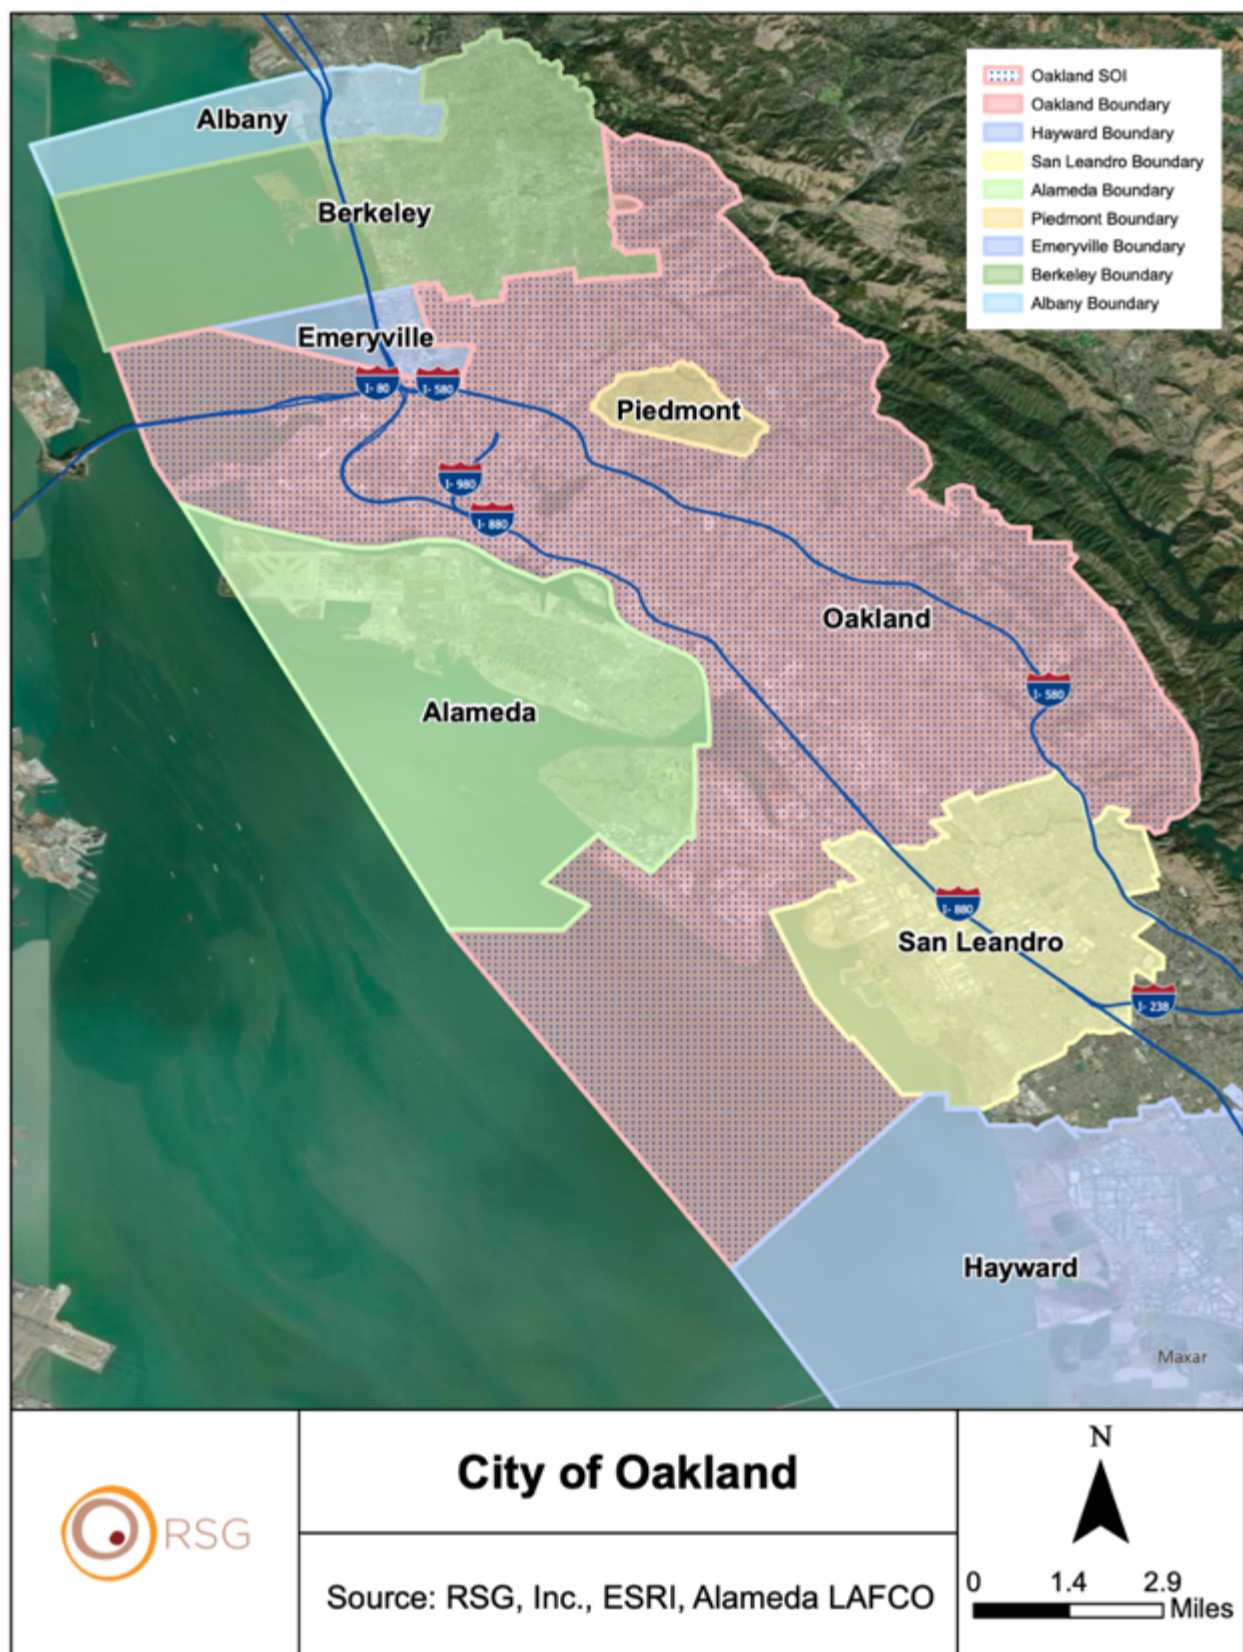 Oakland SOI
Oakland Boundary
Hayward Boundary
San Leandro Boundary
Alameda Boundary
Piedmont Boundary
Emeryville Boundary
Berkeley Boundary
Albany Boundary
Albany
Berkeley
Emeryville
I- 80
I- 580
Piedmont
I- 980
I- 880
Oakland
I- 580
Alameda
I- 880
San Leandro
I- 238
Hayward
Maxar
RSG
City of Oakland
Source: RSG, Inc., ESRI, Alameda LAFCO
N
0 1.4 2.9
Miles